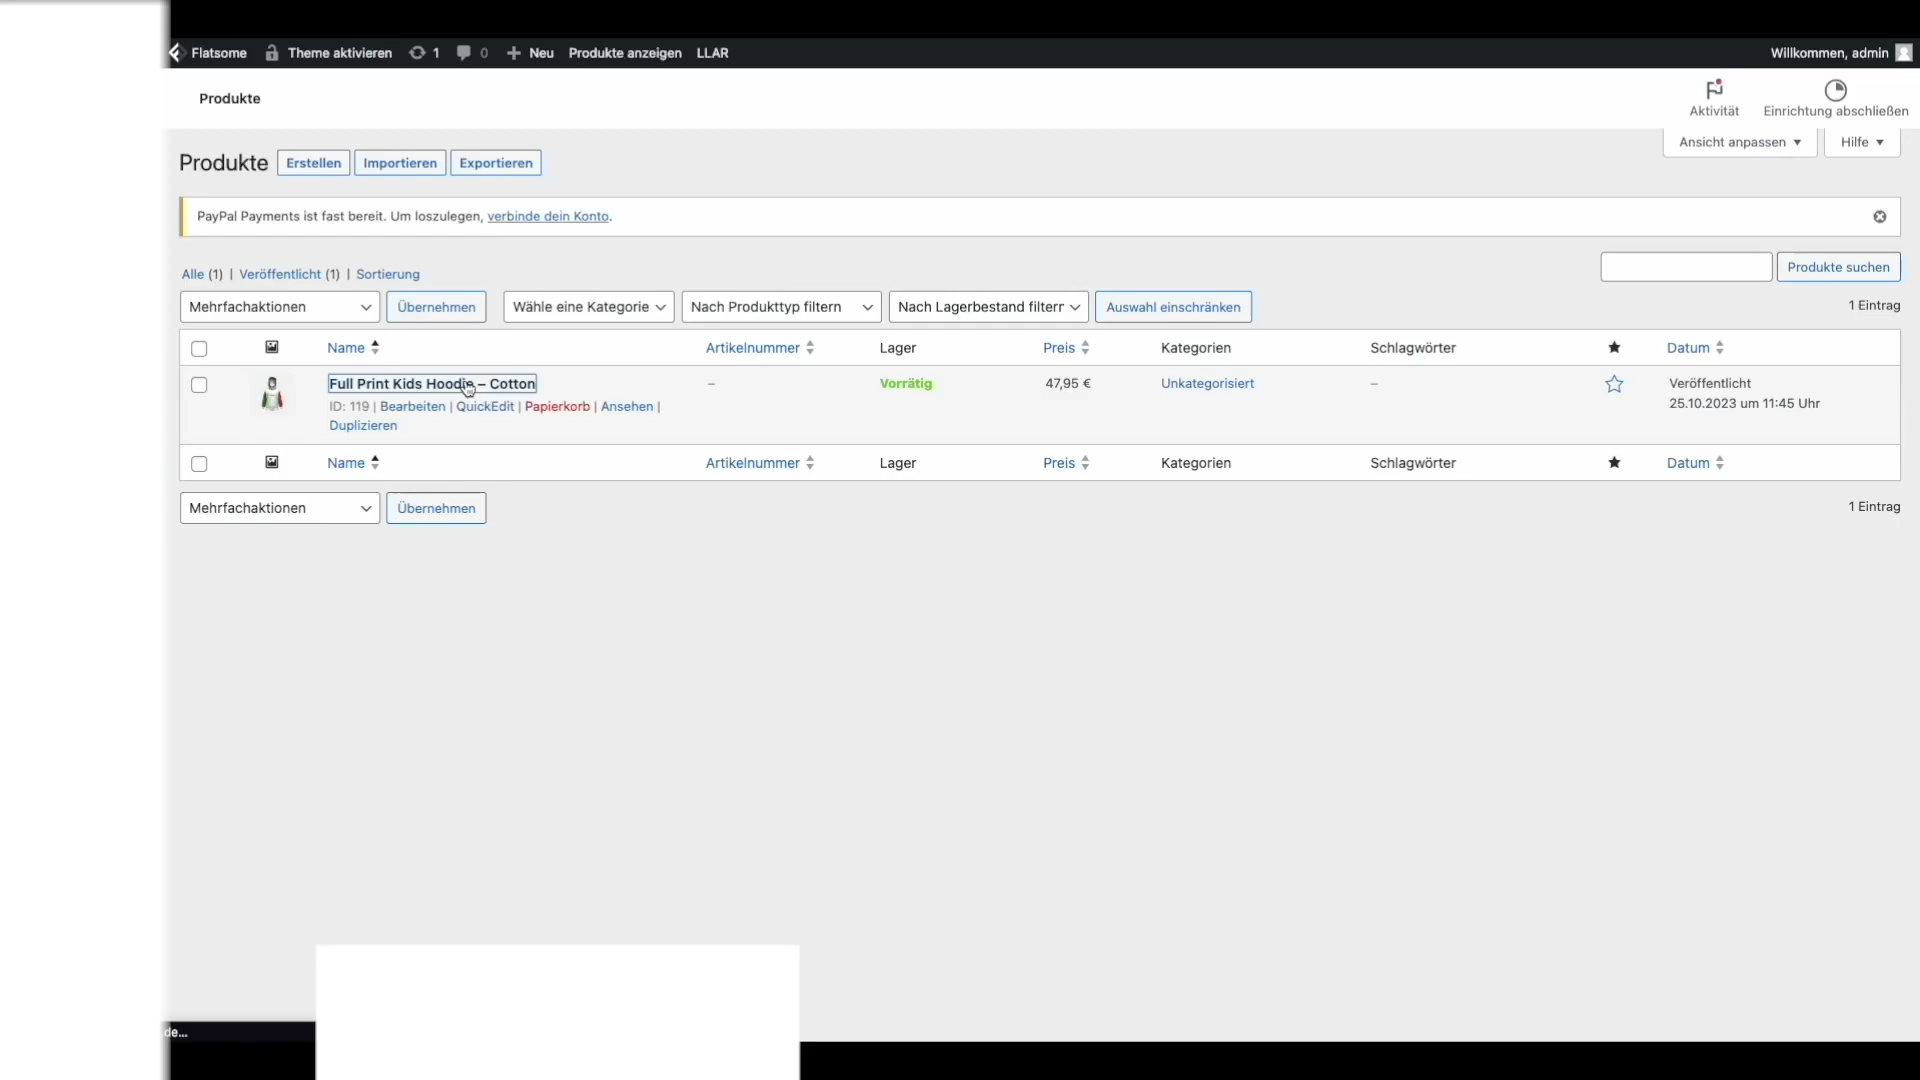 Flatsome Theme aktivieren 1 0 Neu Produkte anzeigen LLAR Willkommen, admin
Produkte
Aktivität Einrichtung abschließen
Ansicht anpassen Hilfe
Produkte Erstellen Importieren Exportieren
PayPal Payments ist fast bereit. Um loszulegen, verbinde dein Konto.
Alle (1) | Veröffentlicht (1) | Sortierung
Produkte suchen
Mehrfachaktionen Übernehmen Wähle eine Kategorie Nach Produkttyp filtern Nach Lagerbestand filtern Auswahl einschränken 1 Eintrag
Name Artikelnummer Lager Preis Kategorien Schlagwörter Datum
Full Print Kids Hoodie – Cotton – Vorrätig 47,95 € Unkategorisiert – Veröffentlicht
25.10.2023 um 11:45 Uhr
ID: 119 | Bearbeiten | QuickEdit | Papierkorb | Ansehen |
Duplizieren
Name Artikelnummer Lager Preis Kategorien Schlagwörter Datum
Mehrfachaktionen Übernehmen 1 Eintrag
de...